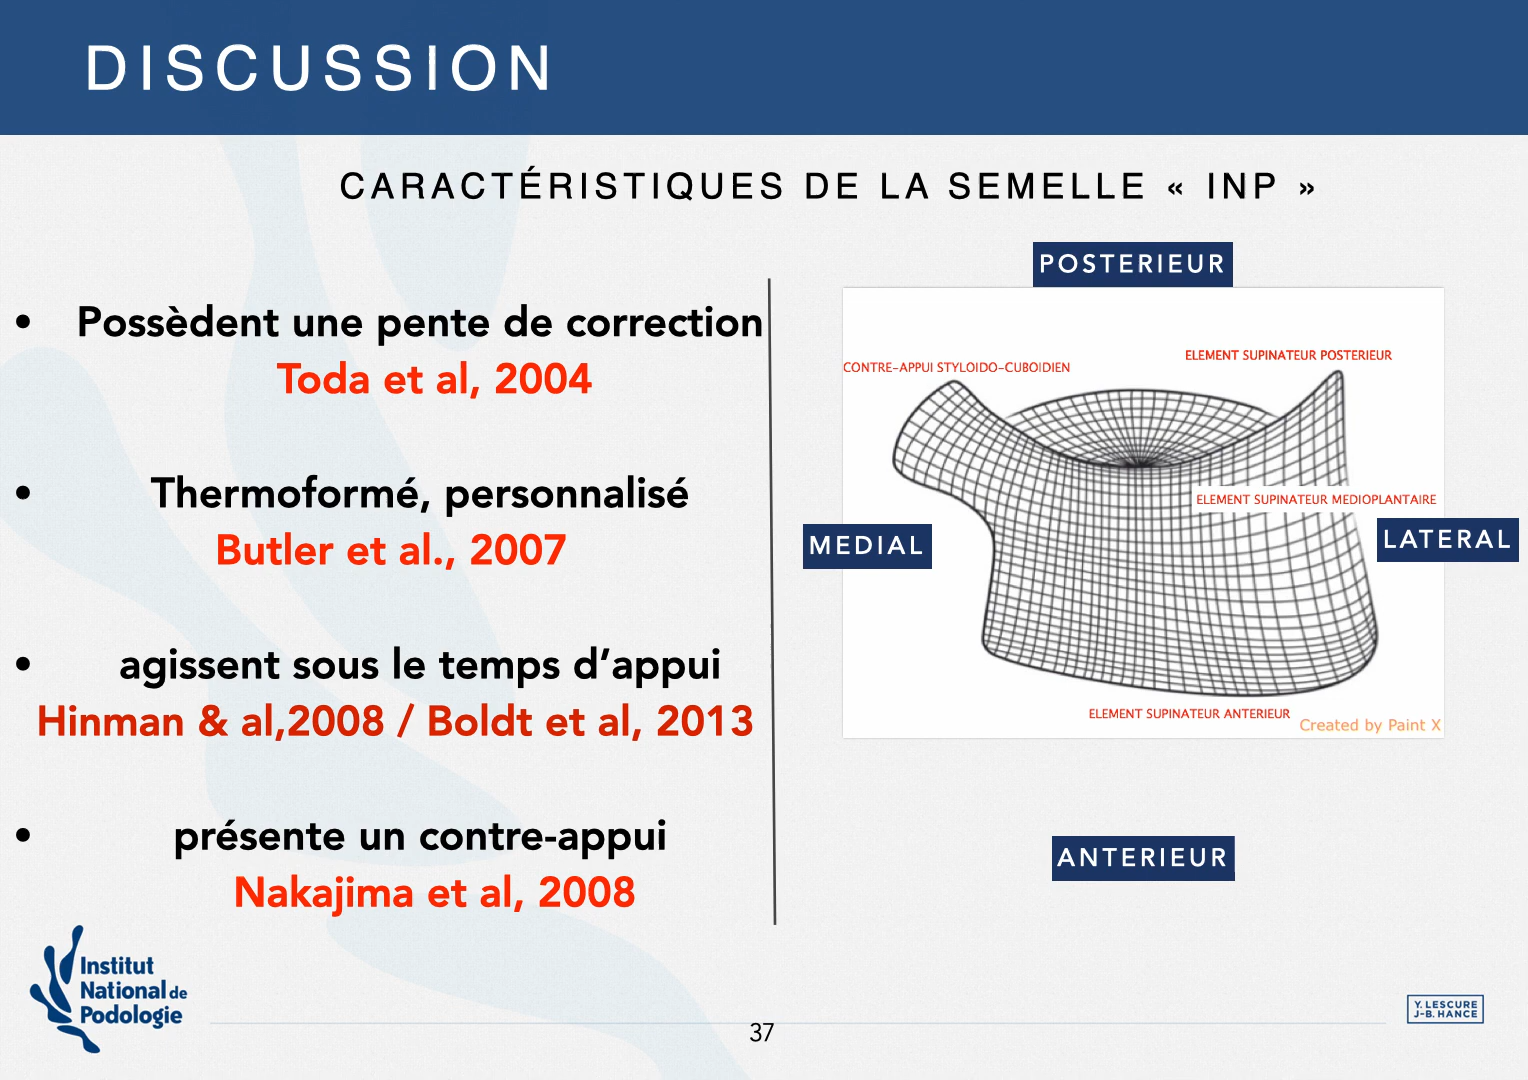 DISCUSSION
CARACTÉRISTIQUES DE LA SEMELLE « INP »
• Possèdent une pente de correction
Toda et al, 2004
• Thermoformé, personnalisé
Butler et al., 2007
• agissent sous le temps d’appui
Hinman & al,2008 / Boldt et al, 2013
• présente un contre-appui
Nakajima et al, 2008
POSTERIEUR
ELEMENT SUPINATEUR POSTERIEUR
CONTRE-APPUI STYLOIDO-CUBOIDIEN
ELEMENT SUPINATEUR MEDIOPLANTAIRE
MEDIAL
LATERAL
ELEMENT SUPINATEUR ANTERIEUR
Created by Paint X
ANTERIEUR
Institut
National de
Podologie
37
Y. LESCURE
J-B. HANCE